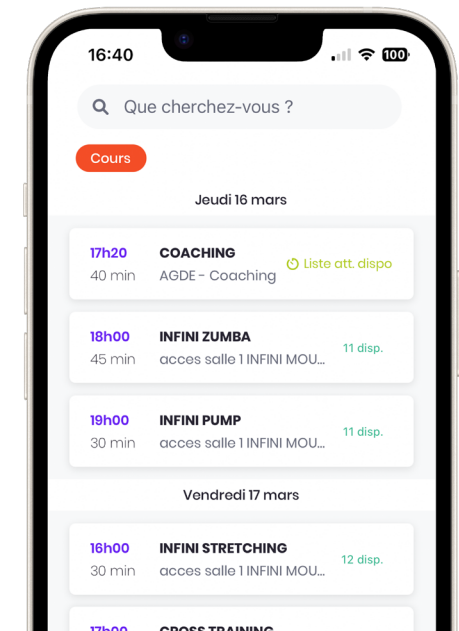 16:40
100
Que cherchez-vous ?
Cours
Jeudi 16 mars
17h20 COACHING
Liste att. dispo
40 min AGDE - Coaching
18h00 INFINI ZUMBA
11 disp.
45 min acces salle 1 INFINI MOU...
19h00 INFINI PUMP
11 disp.
30 min acces salle 1 INFINI MOU...
Vendredi 17 mars
16h00 INFINI STRETCHING
12 disp.
30 min acces salle 1 INFINI MOU...
17h00 CROSS TRAINING